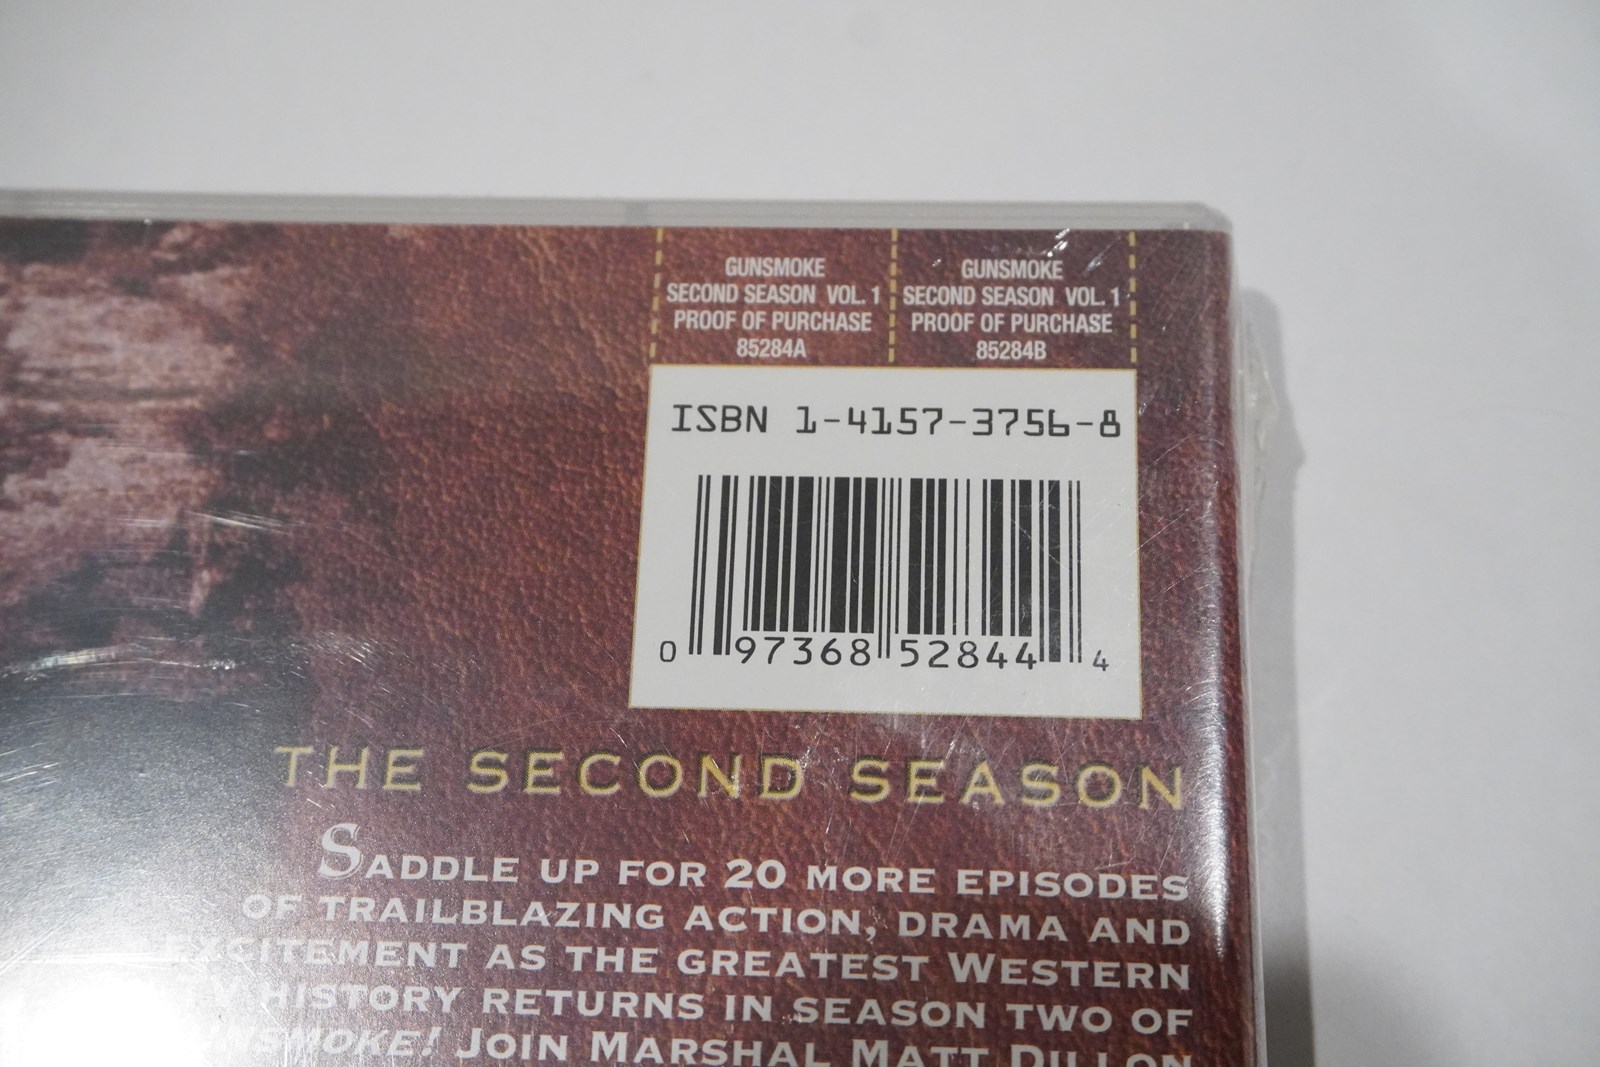 GUNSMOKE
SECOND SEASON VOL. 1
PROOF OF PURCHASE
85284A
GUNSMOKE
SECOND SEASON VOL. 1
PROOF OF PURCHASE
85284B
ISBN 1-4157-3756-8
0 97368 52844 4
THE SECOND SEASON
SADDLE UP FOR 20 MORE EPISODES
OF TRAILBLAZING ACTION, DRAMA AND
EXCITEMENT AS THE GREATEST WESTERN
TV HISTORY RETURNS IN SEASON TWO OF
GUNSMOKE! JOIN MARSHAL MATT DILLON